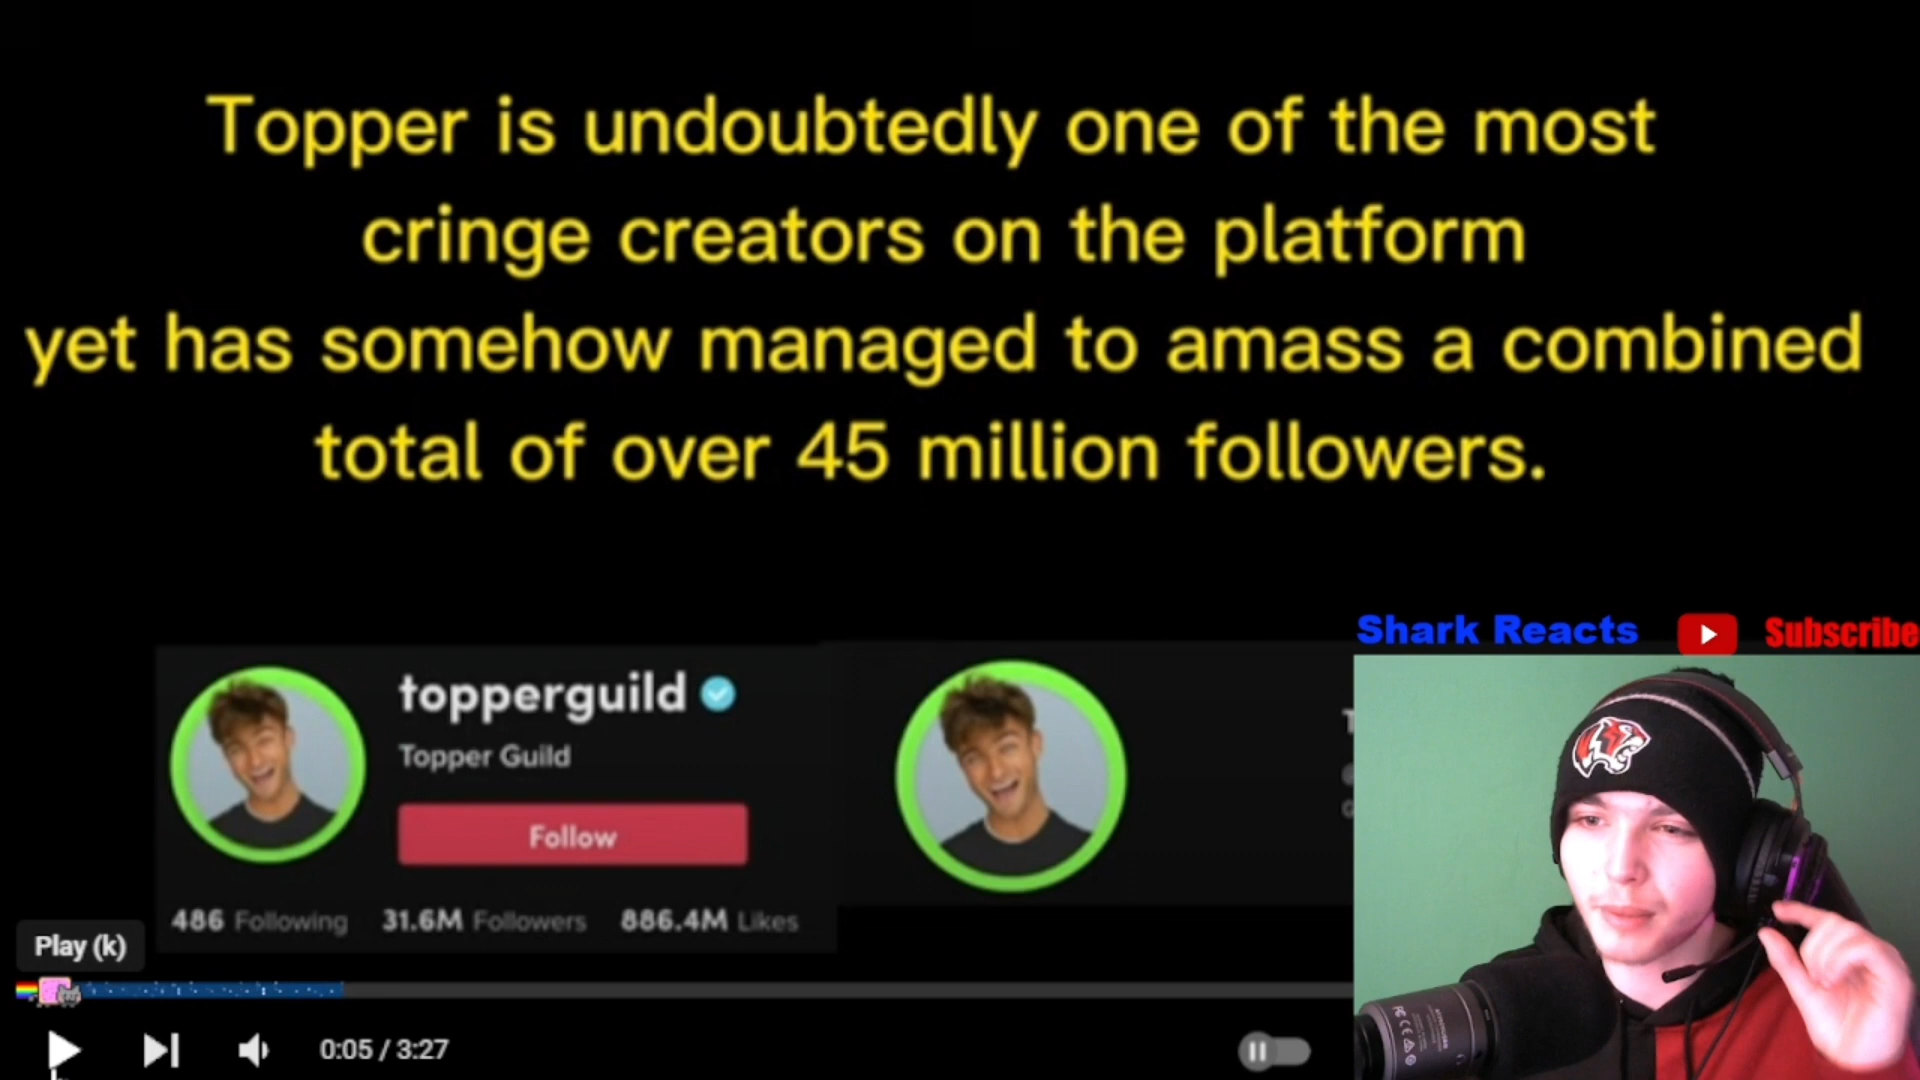 Topper is undoubtedly one of the most
cringe creators on the platform
yet has somehow managed to amass a combined
total of over 45 million followers.
Shark Reacts
Subscribe
topperguild
Topper Guild
Follow
486 Following 31.6M Followers 886.4M Likes
Play (k)
0:05 / 3:27